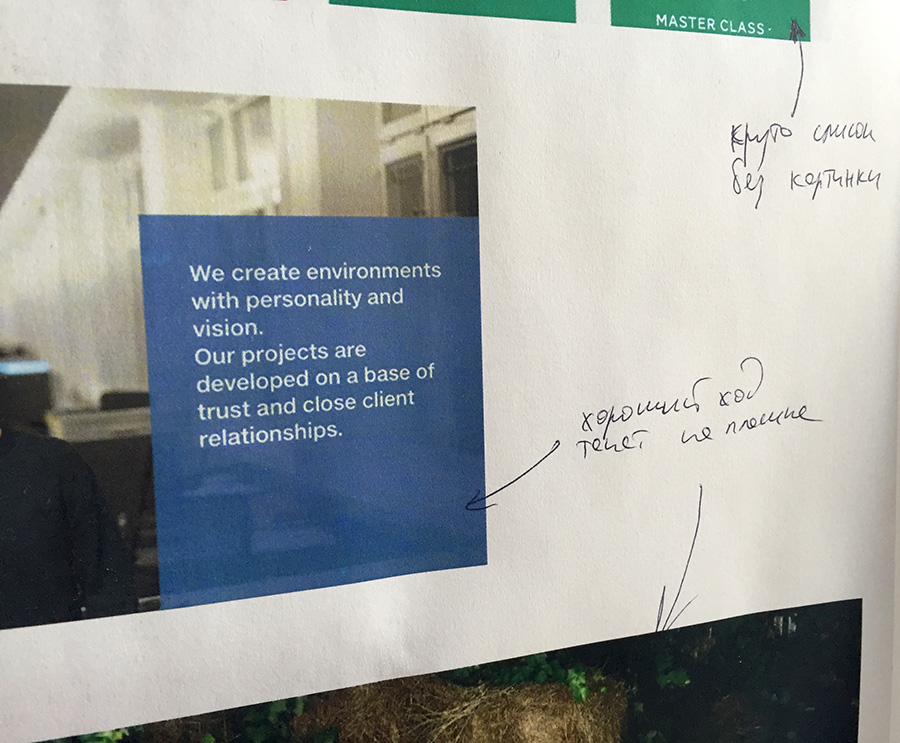 MASTER CLASS
круто список
без картинки
We create environments
with personality and
vision.
Our projects are
developed on a base of
trust and close client
relationships.
хороший ход
текст на плашке